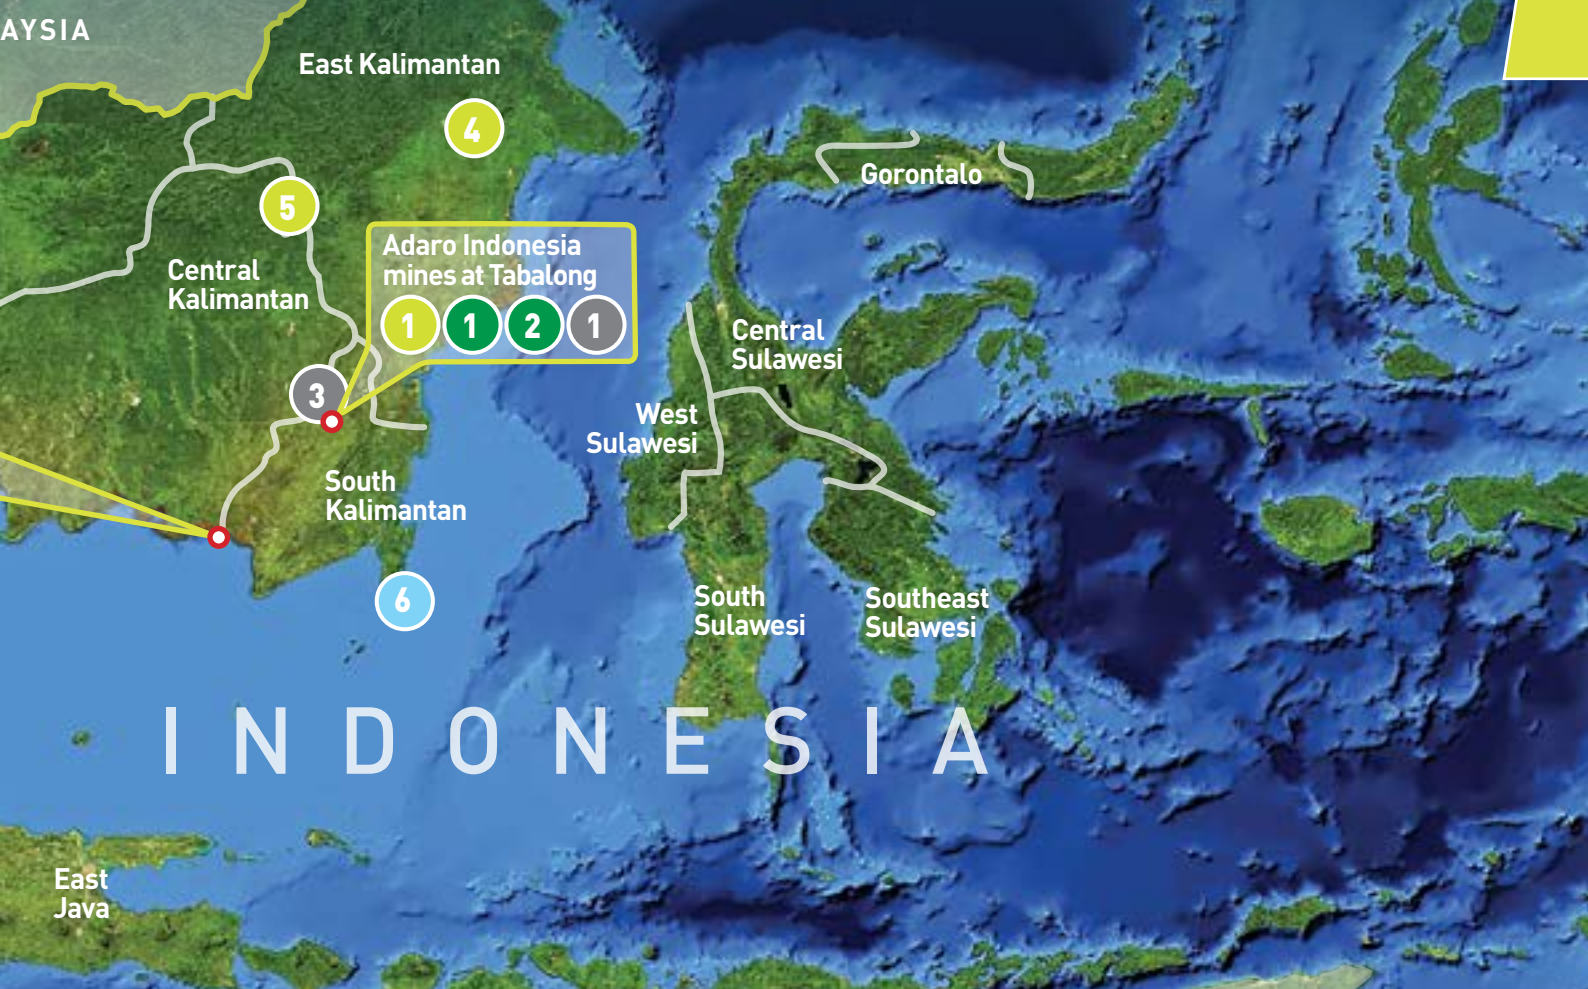 AYSIA
East Kalimantan
4
Gorontalo
5
Adaro Indonesia
mines at Tabalong
1 1 2 1
Central
Kalimantan
Central
Sulawesi
3
West
Sulawesi
South
Kalimantan
6
South
Sulawesi
Southeast
Sulawesi
INDONESIA
East
Java